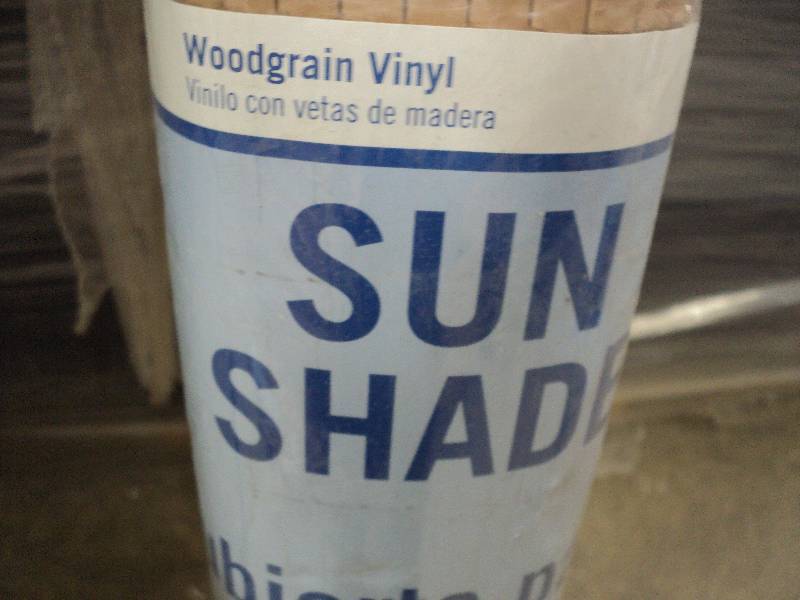 Woodgrain Vinyl
Vinilo con vetas de madera
SUN
SHADE